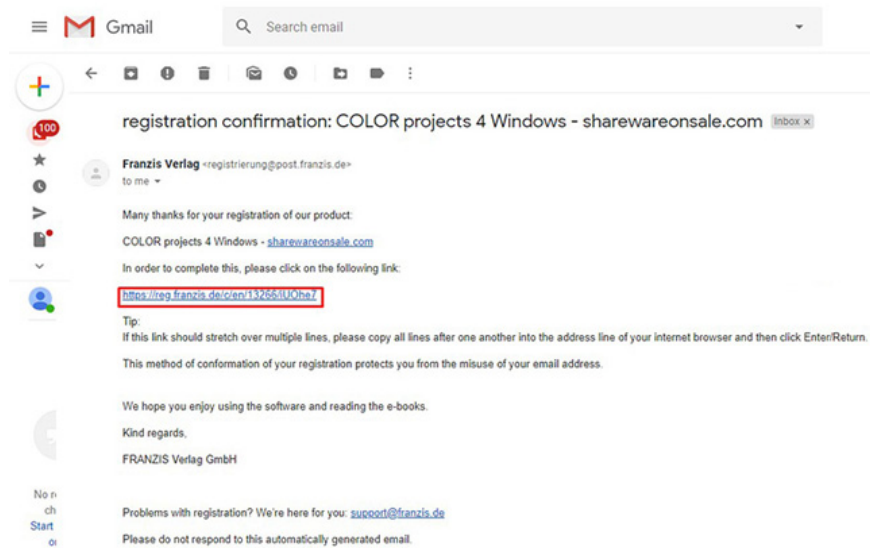 Gmail
Search email
100
registration confirmation: COLOR projects 4 Windows - sharewareonsale.com Inbox x
Franzis Verlag <registrierung@post.franzis.de>
to me
Many thanks for your registration of our product:
COLOR projects 4 Windows - sharewareonsale.com
In order to complete this, please click on the following link:
https://reg.franzis.de/c/en/13266/IUOhe7
Tip:
If this link should stretch over multiple lines, please copy all lines after one another into the address line of your internet browser and then click Enter/Return.
This method of conformation of your registration protects you from the misuse of your email address.
We hope you enjoy using the software and reading the e-books.
Kind regards,
FRANZIS Verlag GmbH
No
ch
Start
Problems with registration? We're here for you: support@franzis.de
Please do not respond to this automatically generated email.